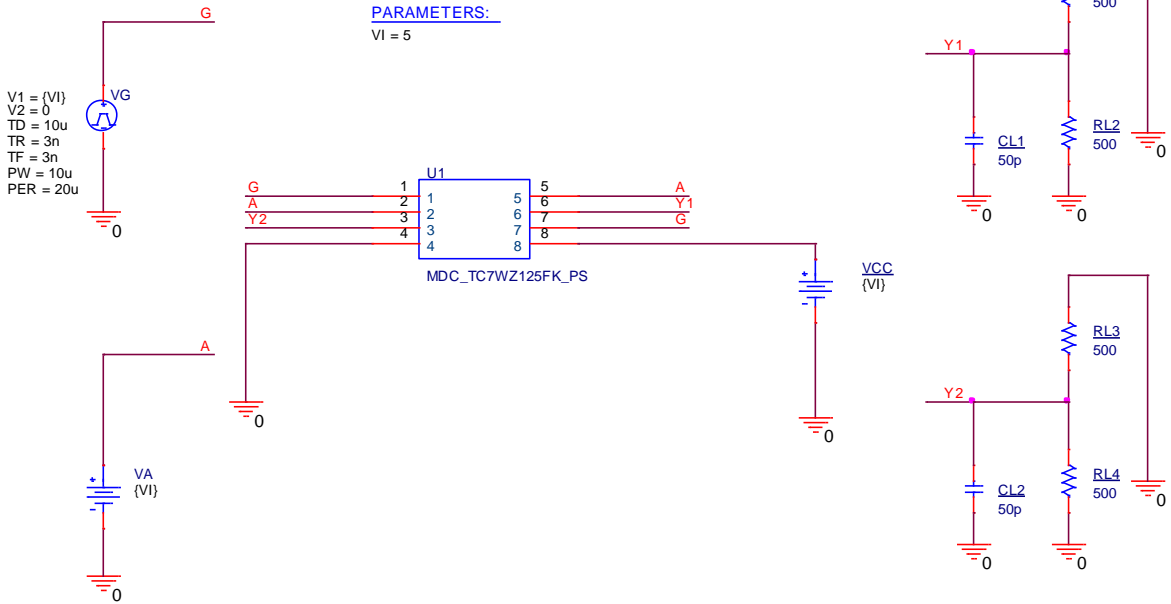 G
PARAMETERS:
VI = 5
500
Y1
V1 = {VI}
V2 = 0
TD = 10u
TR = 3n
TF = 3n
PW = 10u
PER = 20u
VG
0
CL1
50p
RL2
500
0
0
0
U1
G
A
Y2
1
2
3
4
1
2
3
4
5
6
7
8
5
6
7
8
A
Y1
G
MDC_TC7WZ125FK_PS
VCC
{VI}
0
0
A
VA
{VI}
0
RL3
500
Y2
CL2
50p
RL4
500
0
0
0